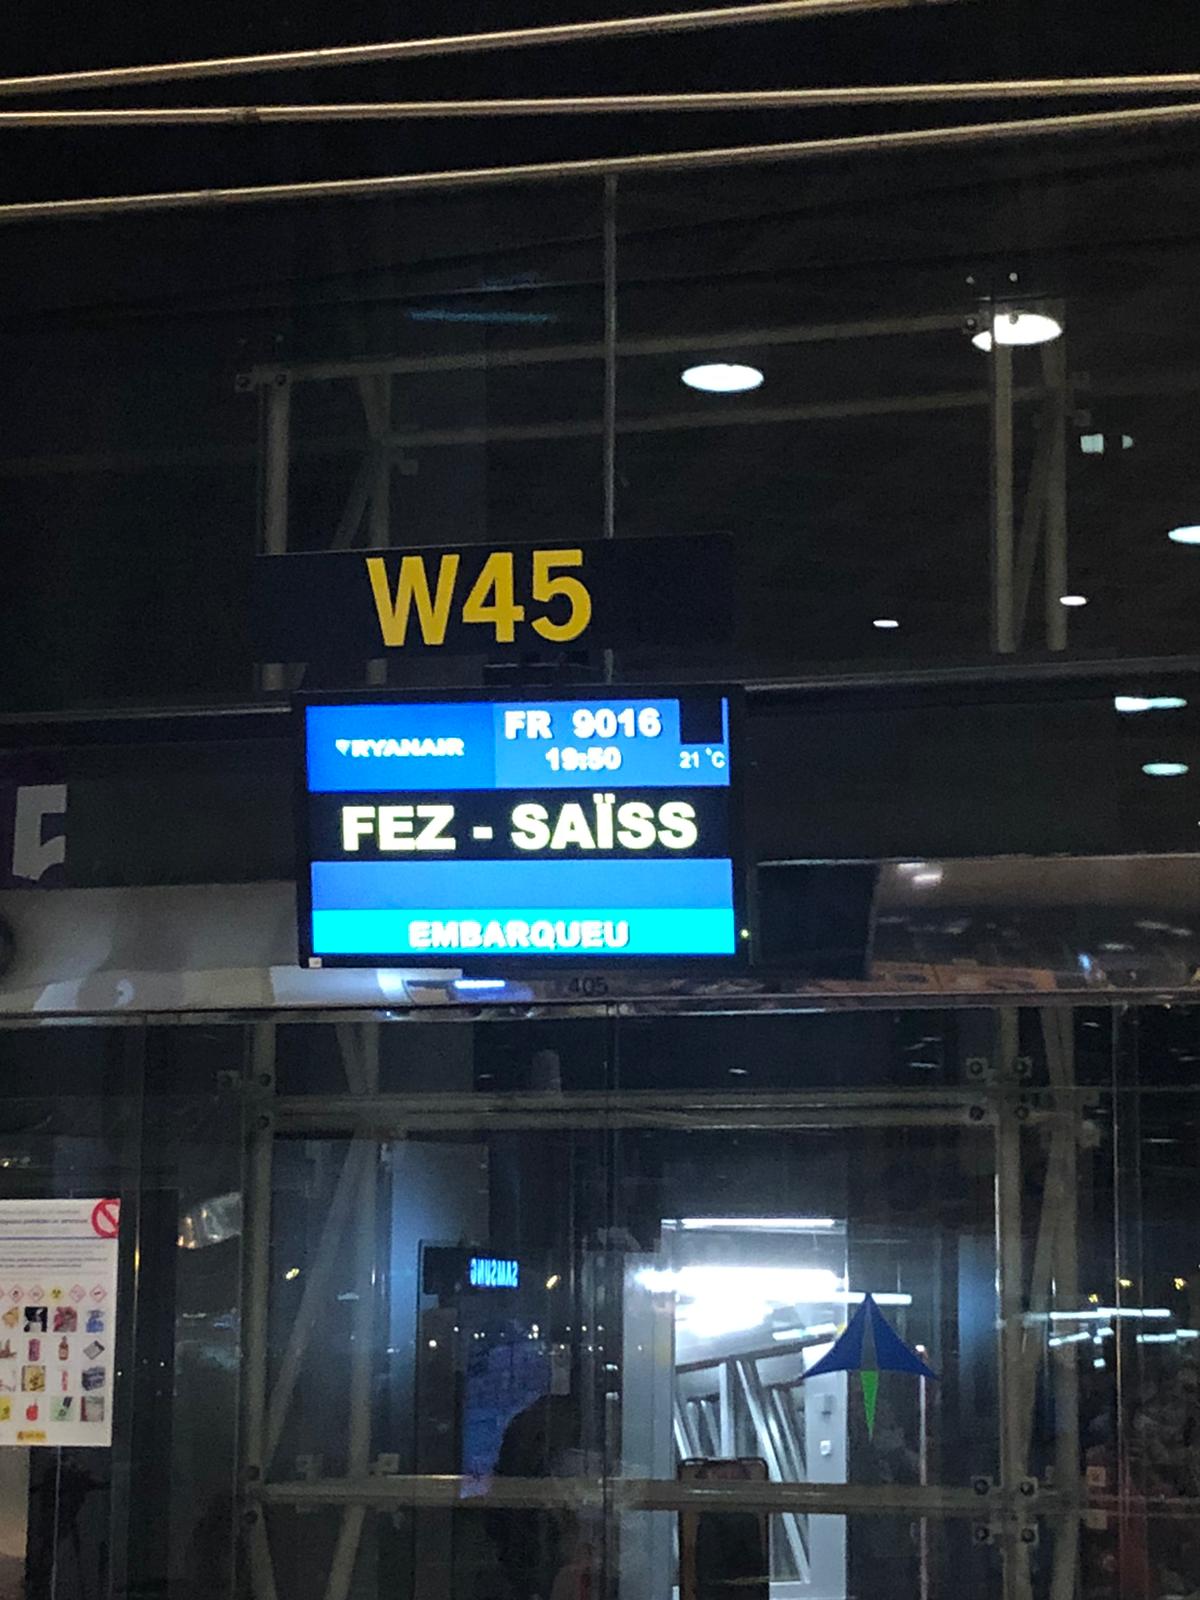 W45
RYANAIR
FR 9016
19:50
21 °C
FEZ - SAÏSS
EMBARQUEU
405
SAMSUNG